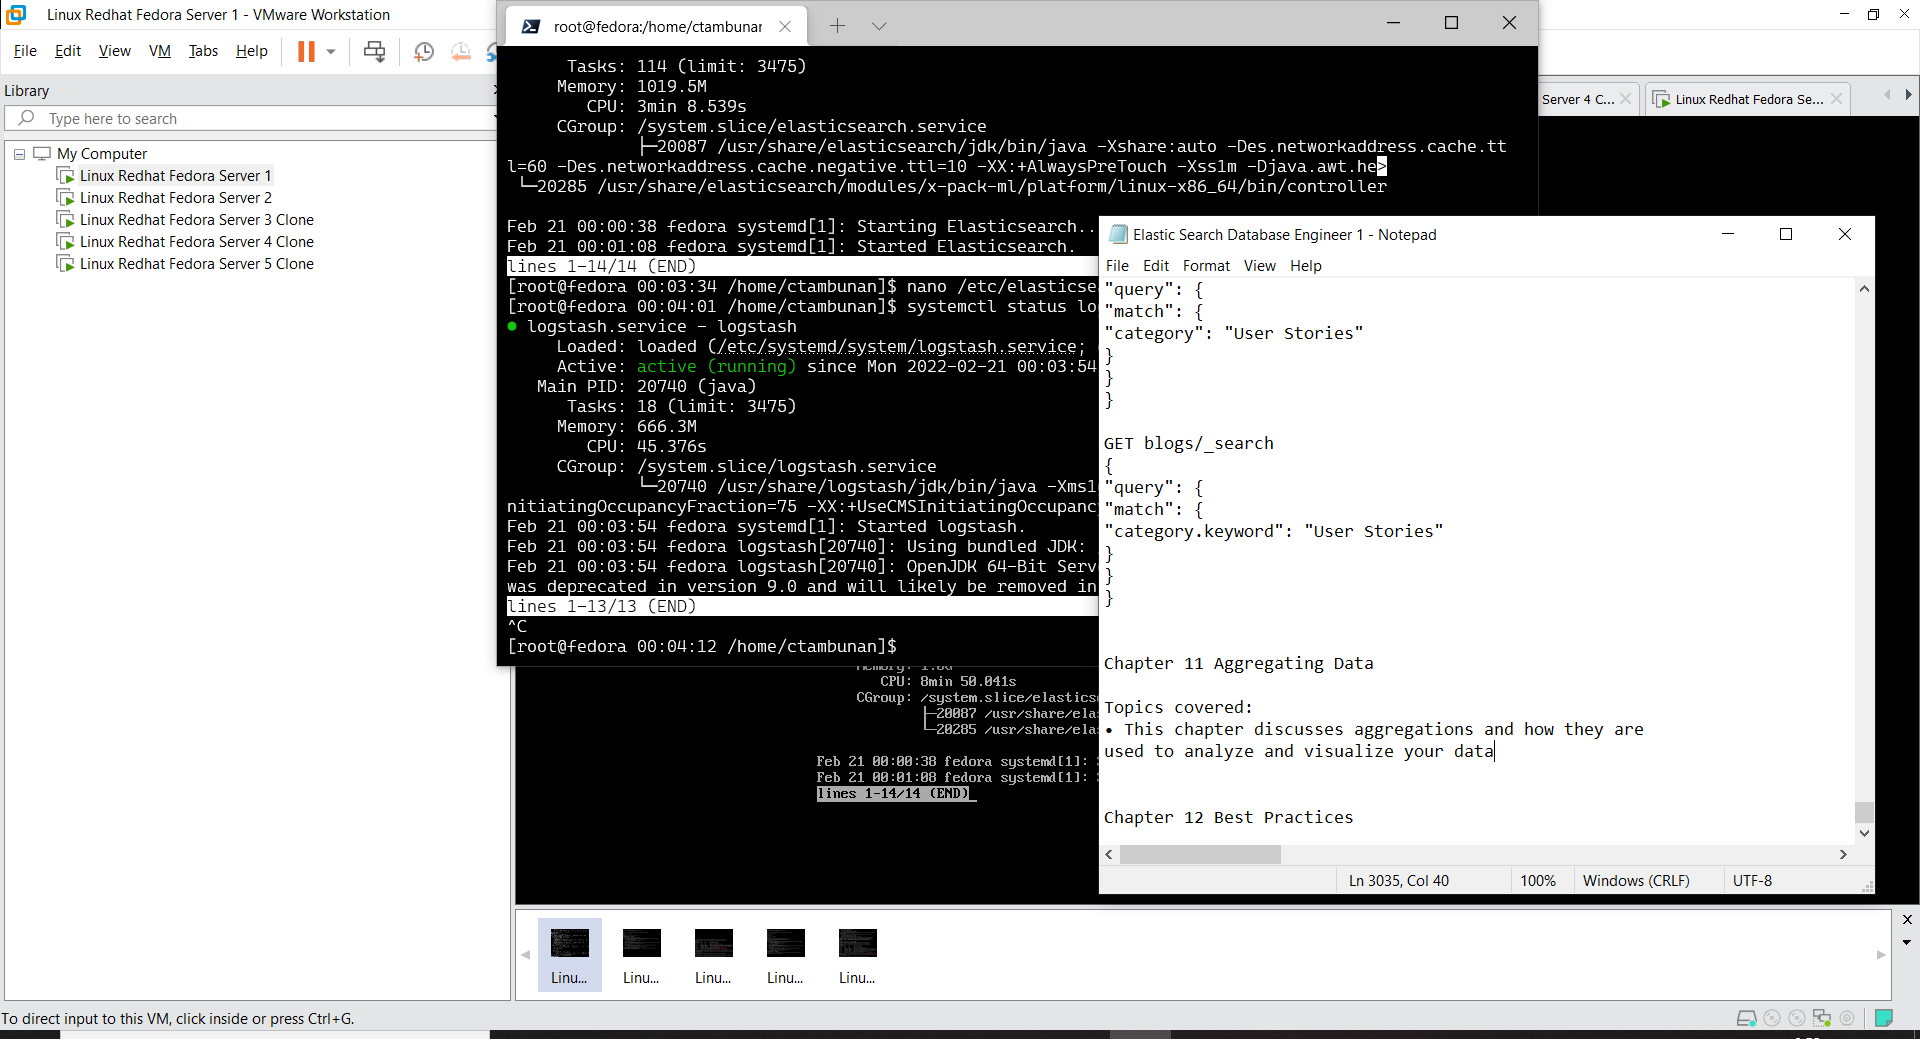 Linux Redhat Fedora Server 1 - VMware Workstation
File Edit View VM Tabs Help
Library
Type here to search
My Computer
Linux Redhat Fedora Server 1
Linux Redhat Fedora Server 2
Linux Redhat Fedora Server 3 Clone
Linux Redhat Fedora Server 4 Clone
Linux Redhat Fedora Server 5 Clone
root@fedora:/home/ctambunan
Server 4 C...
Linux Redhat Fedora Se...
Tasks: 114 (limit: 3475)
Memory: 1019.5M
CPU: 3min 8.539s
CGroup: /system.slice/elasticsearch.service
├─20087 /usr/share/elasticsearch/jdk/bin/java -Xshare:auto -Des.networkaddress.cache.tt
l=60 -Des.networkaddress.cache.negative.ttl=10 -XX:+AlwaysPreTouch -Xss1m -Djava.awt.he>
└─20285 /usr/share/elasticsearch/modules/x-pack-ml/platform/linux-x86_64/bin/controller
Feb 21 00:00:38 fedora systemd[1]: Starting Elasticsearch..
Feb 21 00:01:08 fedora systemd[1]: Started Elasticsearch.
lines 1-14/14 (END)
[root@fedora 00:03:34 /home/ctambunan]$ nano /etc/elasticse
[root@fedora 00:04:01 /home/ctambunan]$ systemctl status lo
● logstash.service - logstash
Loaded: loaded (/etc/systemd/system/logstash.service;
Active: active (running) since Mon 2022-02-21 00:03:54
Main PID: 20740 (java)
Tasks: 18 (limit: 3475)
Memory: 666.3M
CPU: 45.376s
CGroup: /system.slice/logstash.service
└─20740 /usr/share/logstash/jdk/bin/java -Xms1
nitiatingOccupancyFraction=75 -XX:+UseCMSInitiatingOccupancy
Feb 21 00:03:54 fedora systemd[1]: Started logstash.
Feb 21 00:03:54 fedora logstash[20740]: Using bundled JDK:
Feb 21 00:03:54 fedora logstash[20740]: OpenJDK 64-Bit Serv
was deprecated in version 9.0 and will likely be removed in
lines 1-13/13 (END)
^C
[root@fedora 00:04:12 /home/ctambunan]$
CPU: 8min 50.041s
CGroup: /system.slice/elastics
├─20087 /usr/share/ela
└─20285 /usr/share/ela
Feb 21 00:00:38 fedora systemd[1]:
Feb 21 00:01:08 fedora systemd[1]:
lines 1-14/14 (END)
Elastic Search Database Engineer 1 - Notepad
File Edit Format View Help
"query": {
"match": {
"category": "User Stories"
}
}
}
GET blogs/_search
{
"query": {
"match": {
"category.keyword": "User Stories"
}
}
}
Chapter 11 Aggregating Data
Topics covered:
• This chapter discusses aggregations and how they are
used to analyze and visualize your data
Chapter 12 Best Practices
Ln 3035, Col 40 100% Windows (CRLF) UTF-8
Linu... Linu... Linu... Linu... Linu...
To direct input to this VM, click inside or press Ctrl+G.